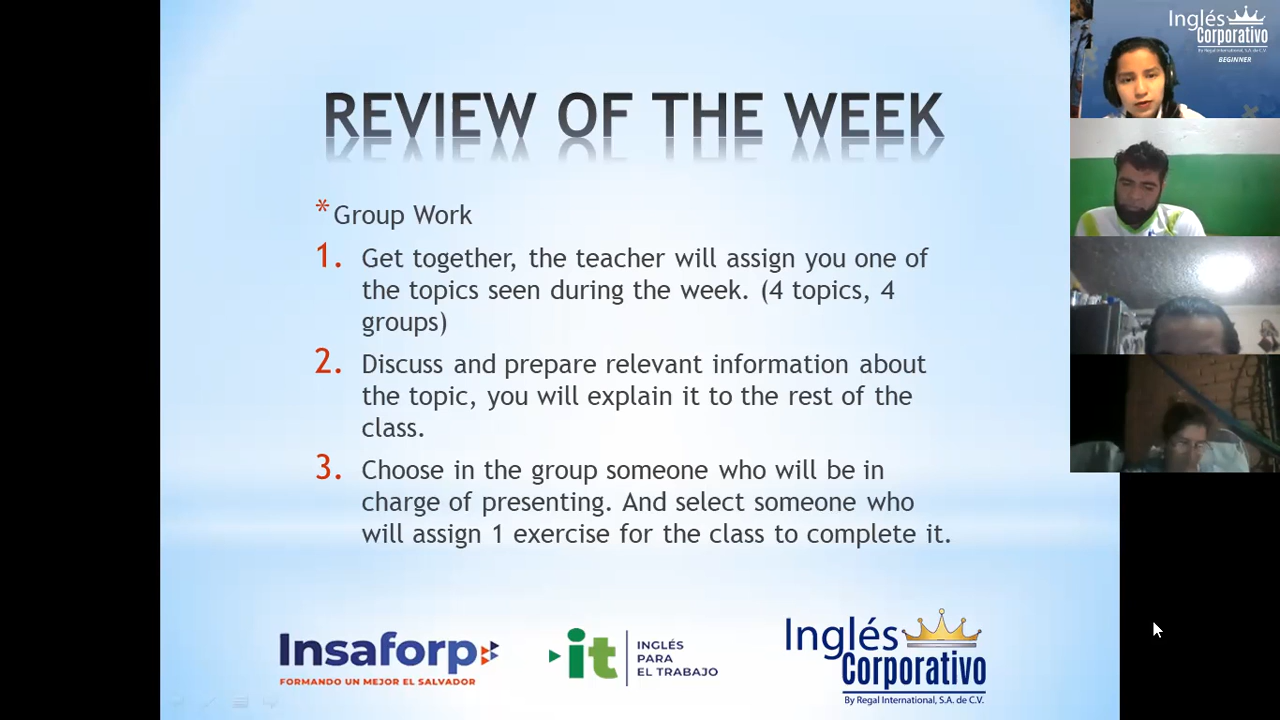 REVIEW OF THE WEEK
* Group Work
1. Get together, the teacher will assign you one of
the topics seen during the week. (4 topics, 4
groups)
2. Discuss and prepare relevant information about
the topic, you will explain it to the rest of the
class.
3. Choose in the group someone who will be in
charge of presenting. And select someone who
will assign 1 exercise for the class to complete it.
Insaforp
FORMANDO UN MEJOR EL SALVADOR
it
INGLÉS
PARA
EL TRABAJO
Inglés
Corporativo
By Regal International, S.A. de C.V.
Inglés
Corporativo
By Regal International, S.A. de C.V.
BEGINNER